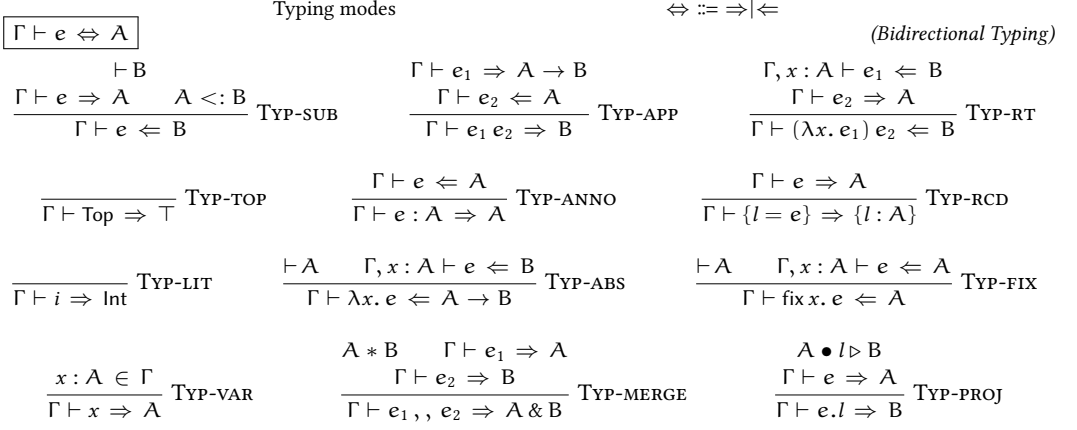 Typing modes ⇔ ::= ⇒|⇐
Γ ⊢ e ⇔ A (Bidirectional Typing)
⊢ B Γ ⊢ e₁ ⇒ A → B Γ, x : A ⊢ e₁ ⇐ B
Γ ⊢ e ⇒ A A <: B Γ ⊢ e₂ ⇐ A Γ ⊢ e₂ ⇒ A
Γ ⊢ e ⇐ B TYP-SUB Γ ⊢ e₁ e₂ ⇒ B TYP-APP Γ ⊢ (λx. e₁) e₂ ⇐ B TYP-RT
Γ ⊢ e ⇐ A Γ ⊢ e ⇒ A
Γ ⊢ Top ⇒ ⊤ TYP-TOP Γ ⊢ e : A ⇒ A TYP-ANNO Γ ⊢ {l = e} ⇒ {l : A} TYP-RCD
⊢ A Γ, x : A ⊢ e ⇐ B ⊢ A Γ, x : A ⊢ e ⇐ A
Γ ⊢ i ⇒ Int TYP-LIT Γ ⊢ λx. e ⇐ A → B TYP-ABS Γ ⊢ fix x. e ⇐ A TYP-FIX
A ∗ B Γ ⊢ e₁ ⇒ A A • l ▷ B
x : A ∈ Γ Γ ⊢ e₂ ⇒ B Γ ⊢ e ⇒ A
Γ ⊢ x ⇒ A TYP-VAR Γ ⊢ e₁ ,, e₂ ⇒ A & B TYP-MERGE Γ ⊢ e.l ⇒ B TYP-PROJ